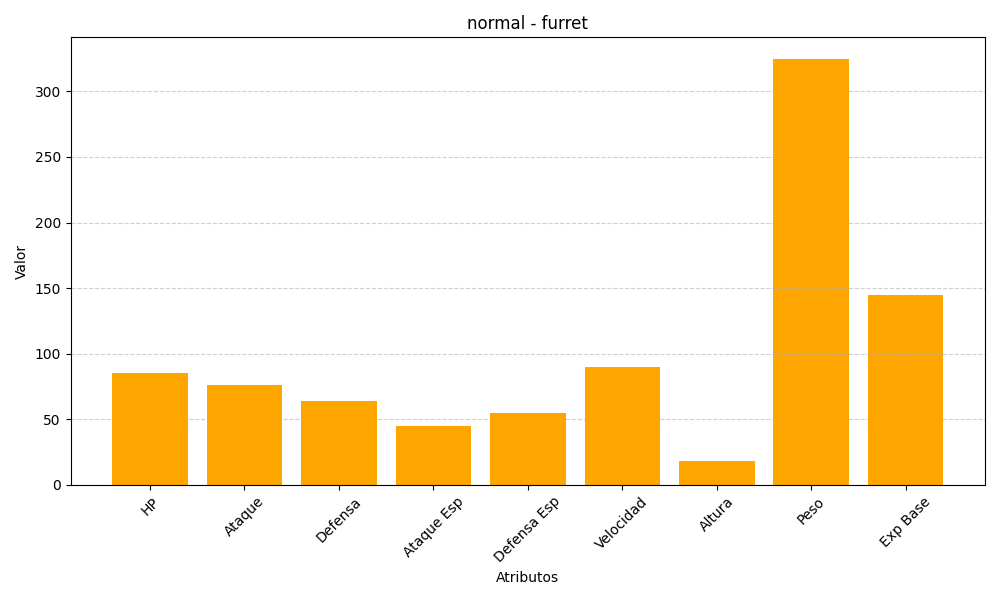 normal - furret
Valor
300
250
200
150
100
50
0
HP
Ataque
Defensa
Ataque Esp
Defensa Esp
Velocidad
Altura
Peso
Exp Base
Atributos